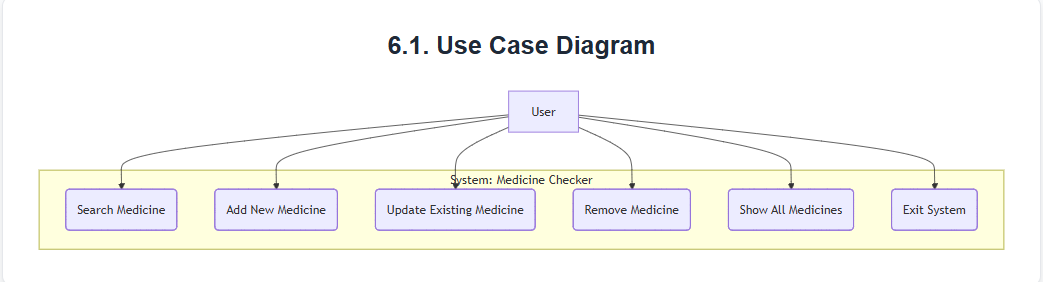 6.1. Use Case Diagram
User
System: Medicine Checker
Search Medicine
Add New Medicine
Update Existing Medicine
Remove Medicine
Show All Medicines
Exit System